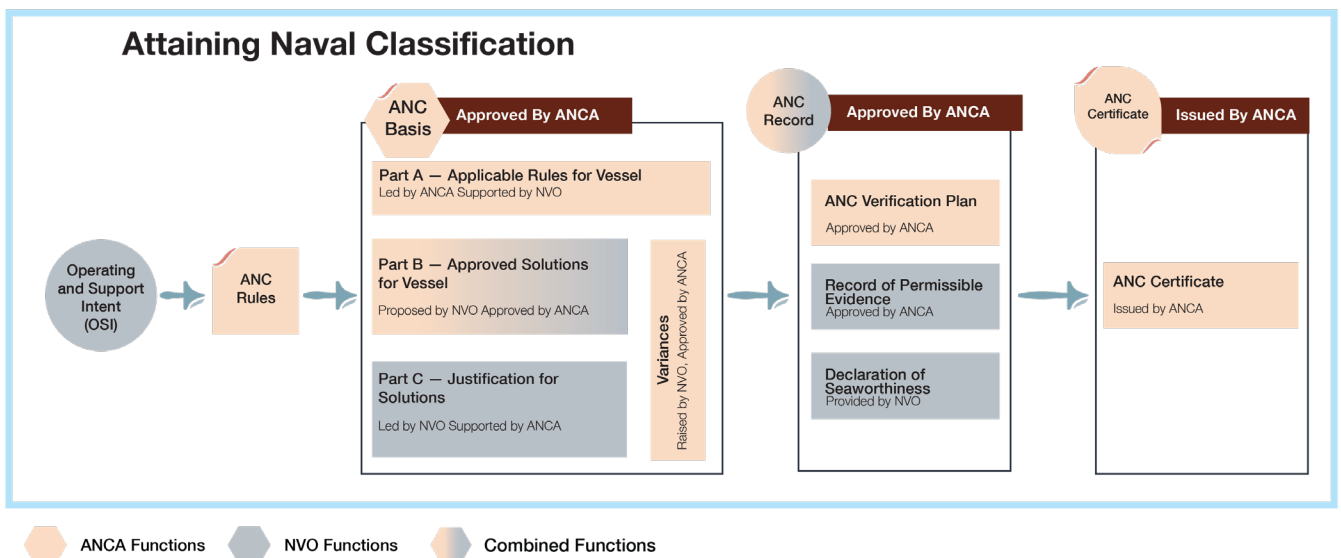 Attaining Naval Classification
Operating
and Support
Intent
(OSI)
ANC
Rules
ANC
Basis
Approved By ANCA
Part A — Applicable Rules for Vessel
Led by ANCA Supported by NVO
Part B — Approved Solutions
for Vessel
Proposed by NVO Approved by ANCA
Part C — Justification for
Solutions
Led by NVO Supported by ANCA
Variances
Raised by NVO, Approved by ANCA
ANC
Record
Approved By ANCA
ANC Verification Plan
Approved by ANCA
Record of Permissible
Evidence
Approved by ANCA
Declaration of
Seaworthiness
Provided by NVO
ANC
Certificate
Issued By ANCA
ANC Certificate
Issued by ANCA
ANCA Functions
NVO Functions
Combined Functions